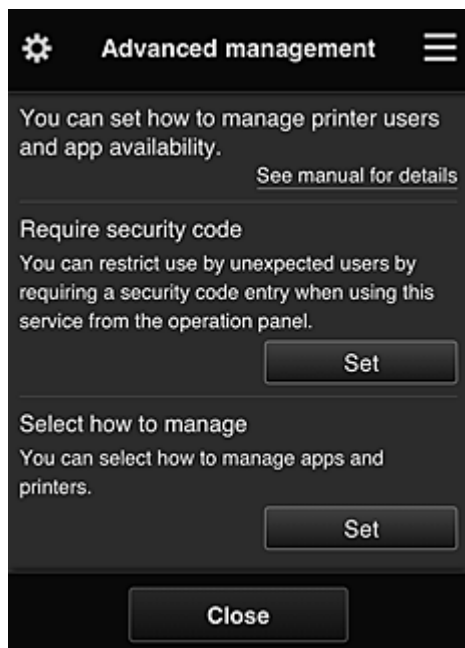 Advanced management
You can set how to manage printer users
and app availability.
See manual for details
Require security code
You can restrict use by unexpected users by
requiring a security code entry when using this
service from the operation panel.
Set
Select how to manage
You can select how to manage apps and
printers.
Set
Close